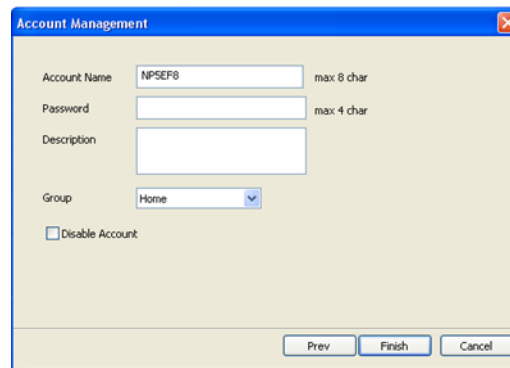 Account Management
Account Name NP5EF8 max 8 char
Password max 4 char
Description
Group Home
Disable Account
Prev Finish Cancel